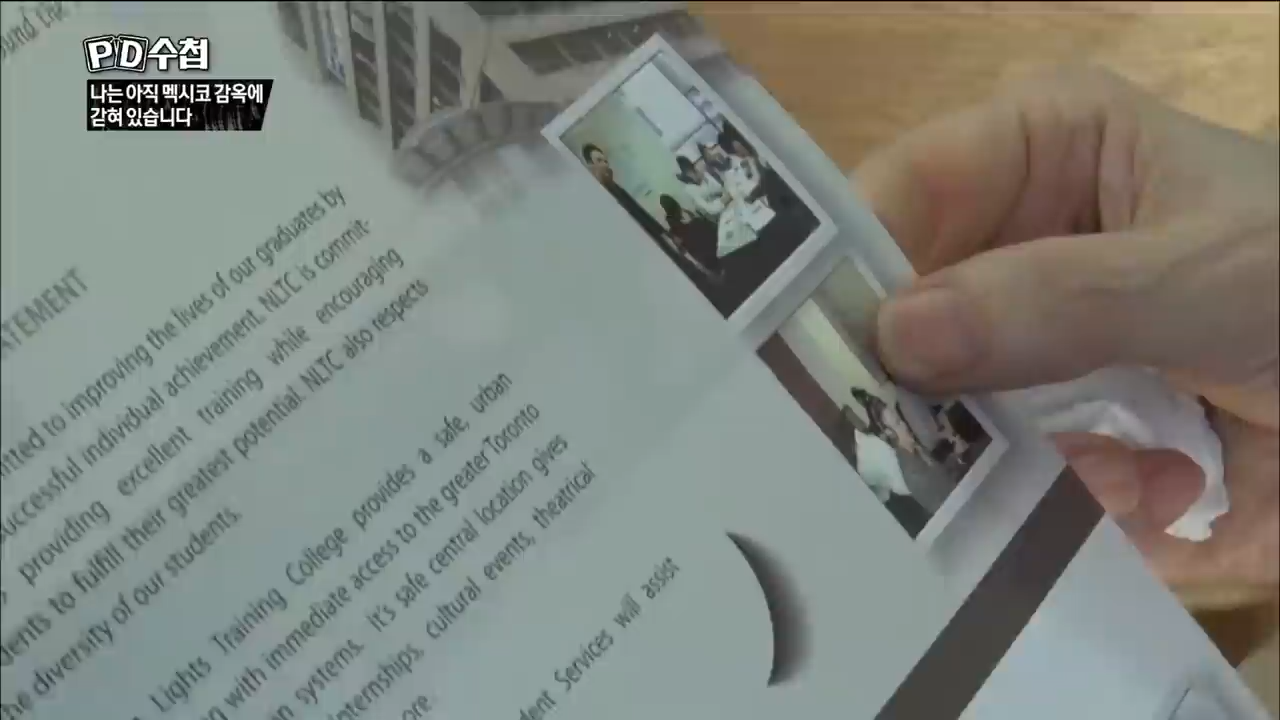 PD수첩
나는 아직 멕시코 감옥에
갇혀 있습니다
to improving the lives of our graduates by
successful individual achievement. NLTC is commit-
providing excellent training while encouraging
to fulfill their greatest potential. NLTC also respects
the diversity of our students.
Lights Training College provides a safe, urban
with immediate access to the greater Toronto
systems. It's safe central location gives
internships, cultural events, theatrical
Services will assist